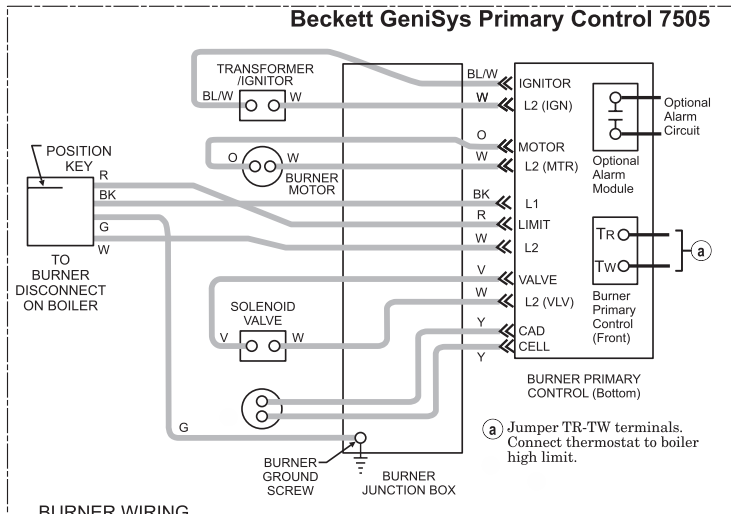 Beckett GeniSys Primary Control 7505
TRANSFORMER
/IGNITOR
BL/W
W
BL/W
IGNITOR
W
L2 (IGN)
Optional
Alarm
Circuit
O
MOTOR
W
L2 (MTR)
Optional
Alarm
Module
O
W
BURNER
MOTOR
POSITION
KEY
R
BK
G
W
BK
L1
R
LIMIT
W
L2
TR
TW
a
TO
BURNER
DISCONNECT
ON BOILER
V
VALVE
W
L2 (VLV)
Burner
Primary
Control
(Front)
SOLENOID
VALVE
V
W
Y
CAD
CELL
Y
BURNER PRIMARY
CONTROL (Bottom)
G
a Jumper TR-TW terminals.
Connect thermostat to boiler
high limit.
BURNER
GROUND
SCREW
BURNER
JUNCTION BOX
BURNER WIRING